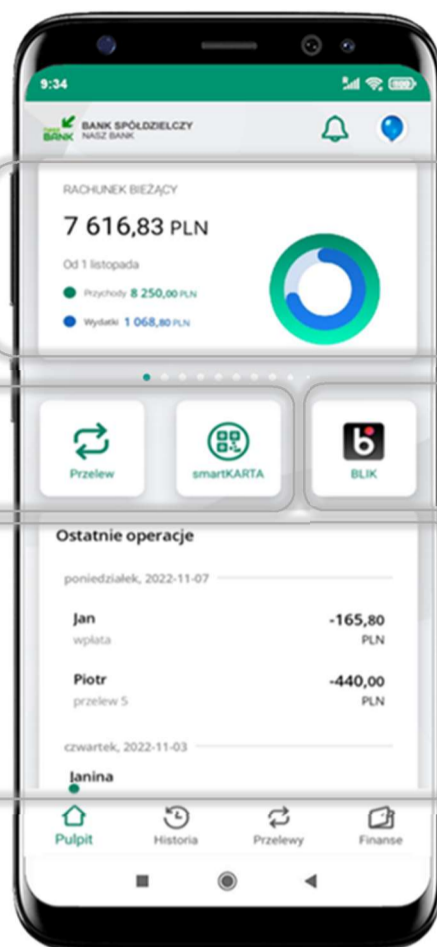 9:34
BANK
BANK SPÓŁDZIELCZY
NASZ BANK
RACHUNEK BIEŻĄCY
7 616,83 PLN
Od 1 listopada
Przychody 8 250,00 PLN
Wydatki 1 068,80 PLN
Przelew
smartKARTA
BLIK
Ostatnie operacje
poniedziałek, 2022-11-07
Jan -165,80
wpłata PLN
Piotr -440,00
przelew 5 PLN
czwartek, 2022-11-03
Janina
Pulpit Historia Przelewy Finanse